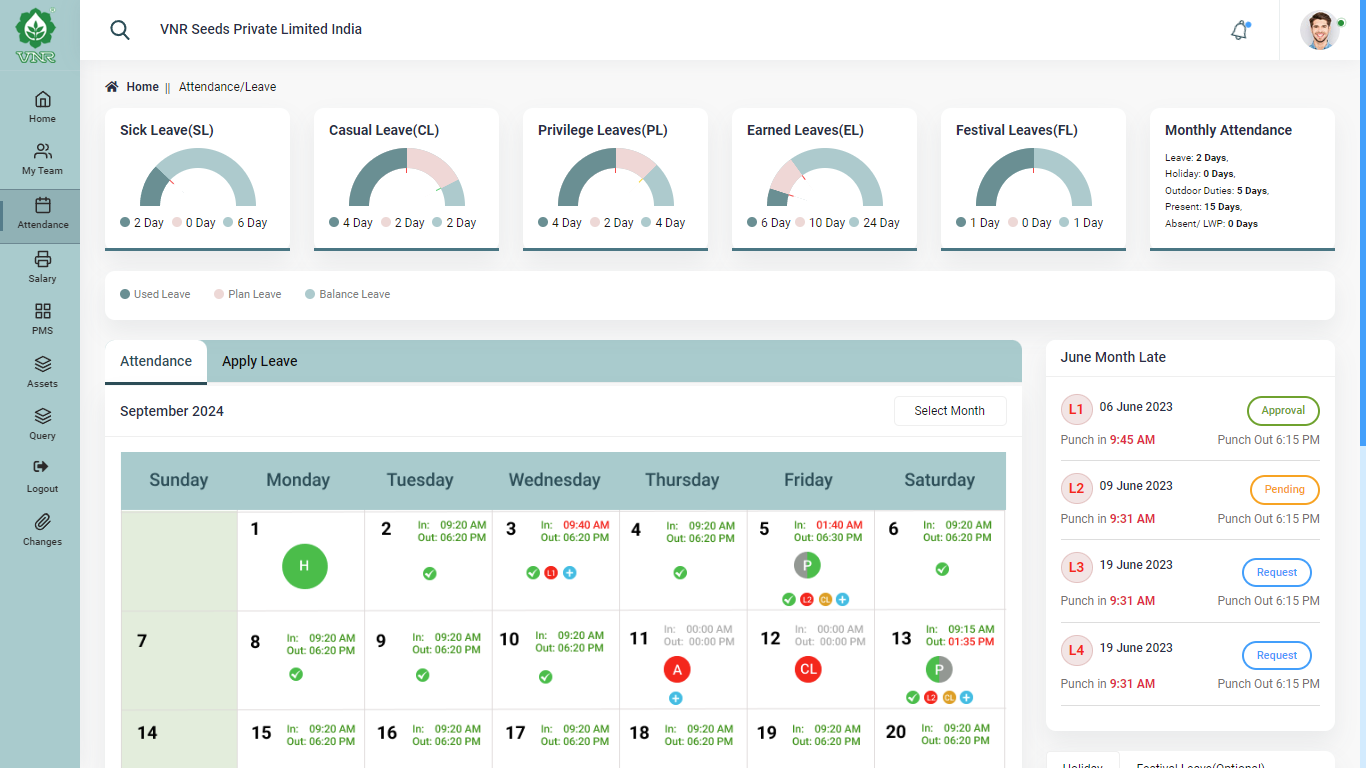 VNR
VNR Seeds Private Limited India
Home
My Team
Attendance
Salary
PMS
Assets
Query
Logout
Changes
Home || Attendance/Leave
Sick Leave(SL)
2 Day 0 Day 6 Day
Casual Leave(CL)
4 Day 2 Day 2 Day
Privilege Leaves(PL)
4 Day 2 Day 4 Day
Earned Leaves(EL)
6 Day 10 Day 24 Day
Festival Leaves(FL)
1 Day 0 Day 1 Day
Monthly Attendance
Leave: 2 Days,
Holiday: 0 Days,
Outdoor Duties: 5 Days,
Present: 15 Days,
Absent/ LWP: 0 Days
Used Leave Plan Leave Balance Leave
Attendance Apply Leave
September 2024 Select Month
Sunday Monday Tuesday Wednesday Thursday Friday Saturday
1
H
2 In: 09:20 AM
Out: 06:20 PM
3 In: 09:40 AM
Out: 06:20 PM
L1
4 In: 09:20 AM
Out: 06:20 PM
5 In: 01:40 AM
Out: 06:30 PM
P
L2 CL
6 In: 09:20 AM
Out: 06:20 PM
7
8 In: 09:20 AM
Out: 06:20 PM
9 In: 09:20 AM
Out: 06:20 PM
10 In: 09:20 AM
Out: 06:20 PM
11 In: 00:00 AM
Out: 00:00 PM
A
12 In: 00:00 AM
Out: 00:00 PM
CL
13 In: 09:15 AM
Out: 01:35 PM
P
L2 CL
14
15 In: 09:20 AM
Out: 06:20 PM
16 In: 09:20 AM
Out: 06:20 PM
17 In: 09:20 AM
Out: 06:20 PM
18 In: 09:20 AM
Out: 06:20 PM
19 In: 09:20 AM
Out: 06:20 PM
20 In: 09:20 AM
Out: 06:20 PM
June Month Late
L1 06 June 2023 Approval
Punch in 9:45 AM Punch Out 6:15 PM
L2 09 June 2023 Pending
Punch in 9:31 AM Punch Out 6:15 PM
L3 19 June 2023 Request
Punch in 9:31 AM Punch Out 6:15 PM
L4 19 June 2023 Request
Punch in 9:31 AM Punch Out 6:15 PM
Holiday Festival Leave(Optional)